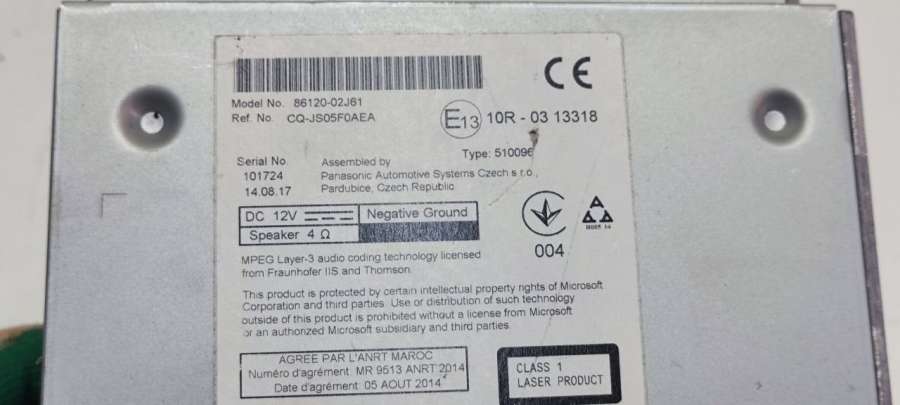 CE
Model No. 86120-02J61
Ref. No. CQ-JS05F0AEA
E13 10R - 03 13318
Type: 510096
Serial No
101724
14.08.17
Assembled by
Panasonic Automotive Systems Czech s r.o.,
Pardubice, Czech Republic
DC 12V Negative Ground
Speaker 4 Ω
004
MPEG Layer-3 audio coding technology licensed
from Fraunhofer IIS and Thomson.
This product is protected by certain intellectual property rights of Microsoft
Corporation and third parties. Use or distribution of such technology
outside of this product is prohibited without a license from Microsoft
or an authorized Microsoft subsidiary and third parties
AGREE PAR L'ANRT MAROC
Numéro d'agrément: MR 9513 ANRT 2014
Date d'agrément: 05 AOUT 2014
CLASS 1
LASER PRODUCT